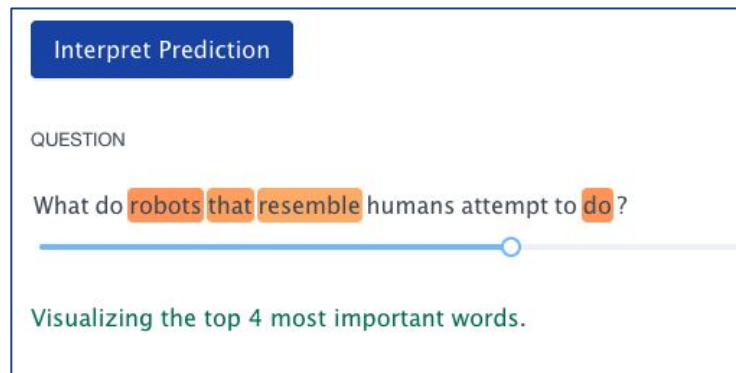 Interpret Prediction
QUESTION
What do robots that resemble humans attempt to do ?
Visualizing the top 4 most important words.